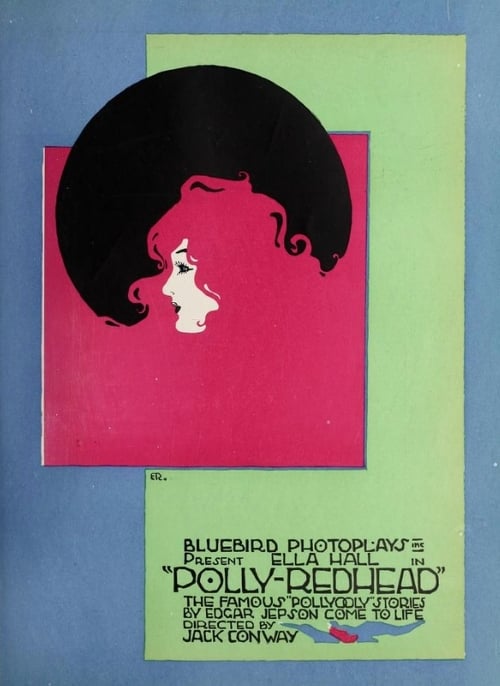 ER.
BLUEBIRD PHOTOPLAYS INC
PRESENT ELLA HALL IN
"POLLY-REDHEAD"
THE FAMOUS "POLLYOOLY" STORIES
BY EDGAR JEPSON COME TO LIFE
DIRECTED BY
JACK CONWAY